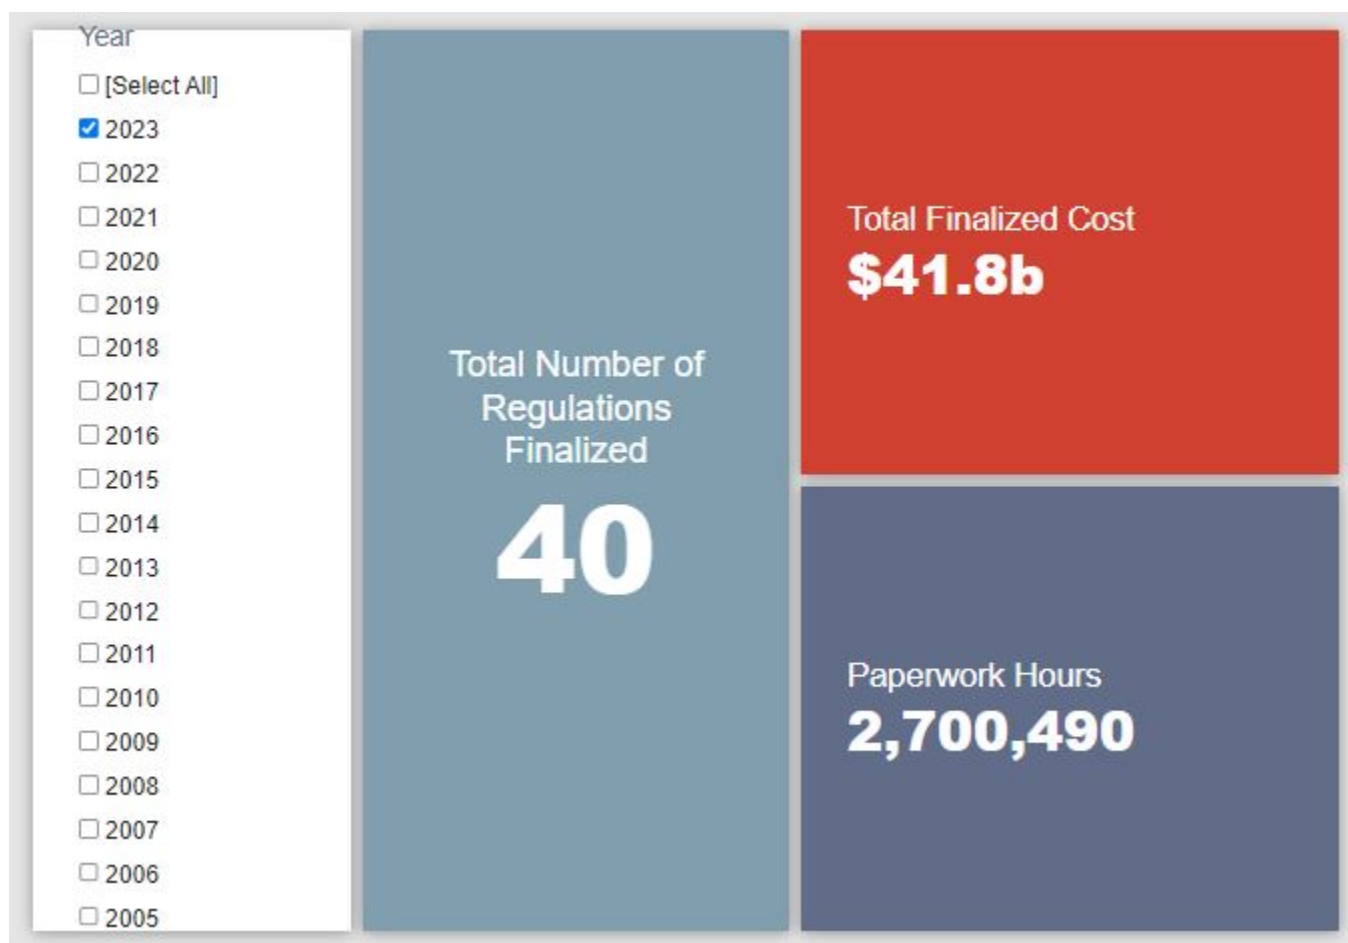 Year
[Select All]
2023
2022
2021
2020
2019
2018
2017
2016
2015
2014
2013
2012
2011
2010
2009
2008
2007
2006
2005
Total Number of
Regulations
Finalized
40
Total Finalized Cost
$41.8b
Paperwork Hours
2,700,490